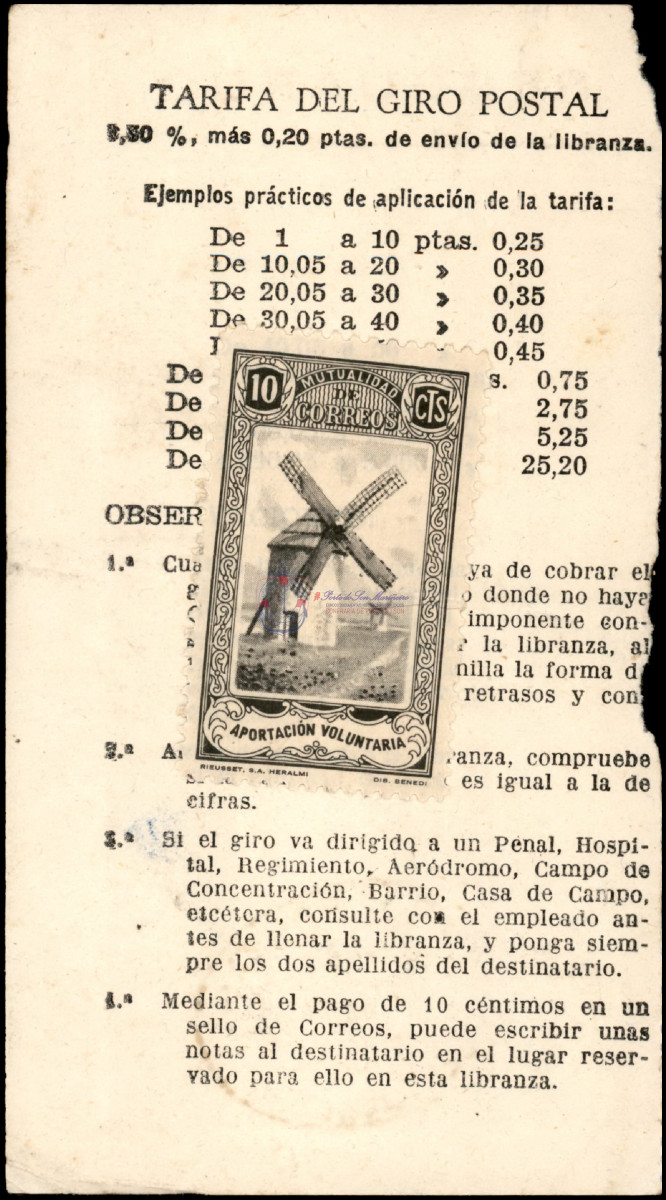 TARIFA DEL GIRO POSTAL
0,50 %, más 0,20 ptas. de envío de la libranza.
Ejemplos prácticos de aplicación de la tarifa:
De 1 a 10 ptas. 0,25
De 10,05 a 20 » 0,30
De 20,05 a 30 » 0,35
De 30,05 a 40 » 0,40
0,45
De s. 0,75
De 2,75
De 5,25
De 25,20
10 MUTUALIDAD DE CORREOS CTS
APORTACIÓN VOLUNTARIA
RIEUSSET, S.A. HERALMI DIB. SENEDI
OBSER
1.ª Cua ya de cobrar el
o donde no haya
imponente con-
r la libranza, al
nilla la forma d
retrasos y con
A ranza, compruebe
es igual a la de
cifras.
Si el giro va dirigido a un Penal, Hospi-
tal, Regimiento, Aeródromo, Campo de
Concentración, Barrio, Casa de Campo,
etcétera, consulte con el empleado an-
tes de llenar la libranza, y ponga siem-
pre los dos apellidos del destinatario.
4.ª Mediante el pago de 10 céntimos en un
sello de Correos, puede escribir unas
notas al destinatario en el lugar reser-
vado para ello en esta libranza.